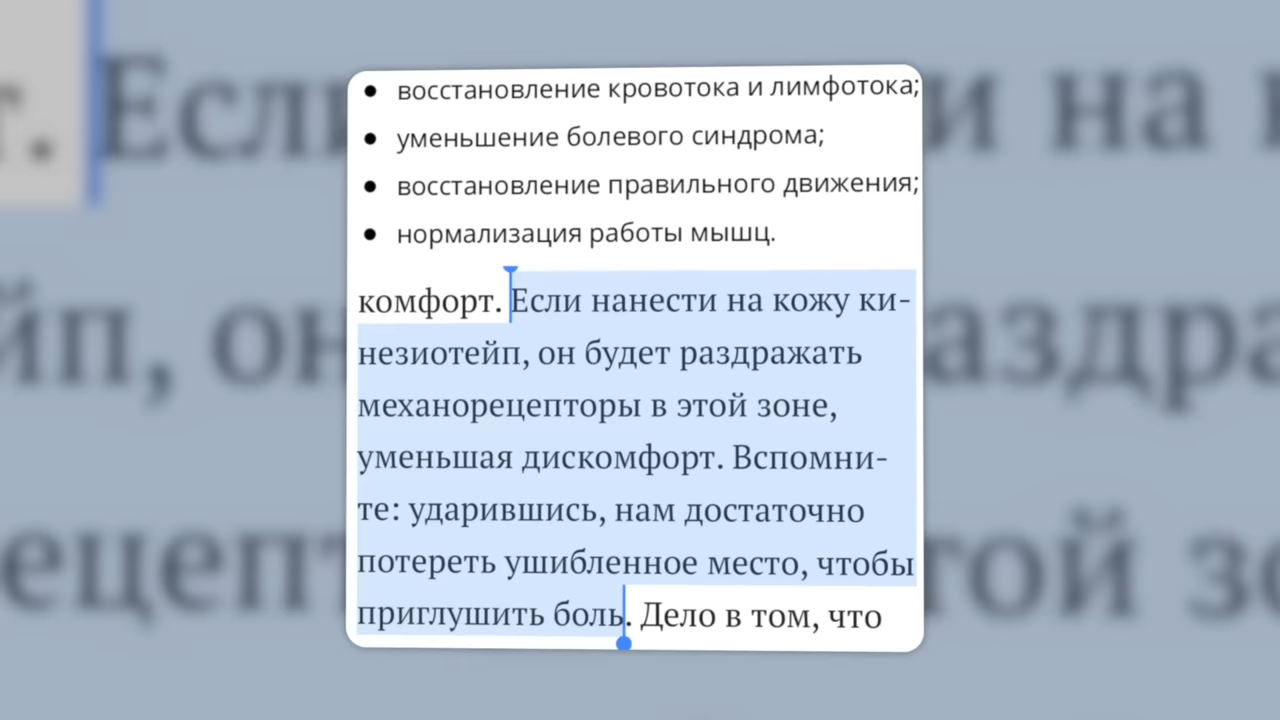 восстановление кровотока и лимфотока;
уменьшение болевого синдрома;
восстановление правильного движения;
нормализация работы мышц.
комфорт. Если нанести на кожу ки-
незиотейп, он будет раздражать
механорецепторы в этой зоне,
уменьшая дискомфорт. Вспомни-
те: ударившись, нам достаточно
потереть ушибленное место, чтобы
приглушить боль. Дело в том, что